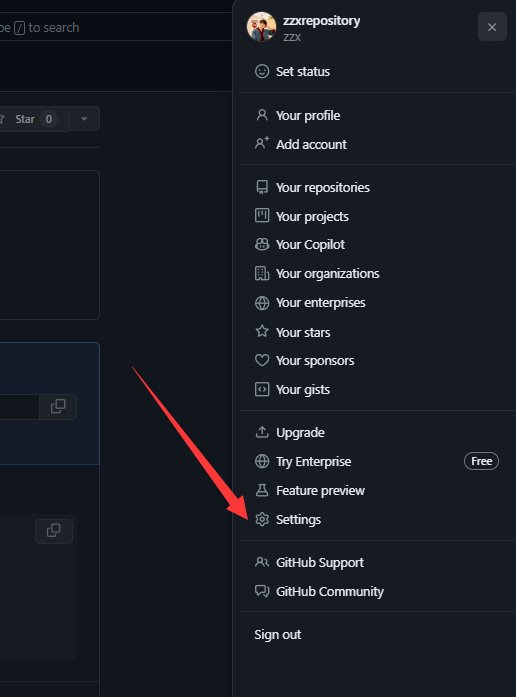 zzxrepository
zzx
/ to search
Set status
Star 0
Your profile
Add account
Your repositories
Your projects
Your Copilot
Your organizations
Your enterprises
Your stars
Your sponsors
Your gists
Upgrade
Try Enterprise Free
Feature preview
Settings
GitHub Support
GitHub Community
Sign out